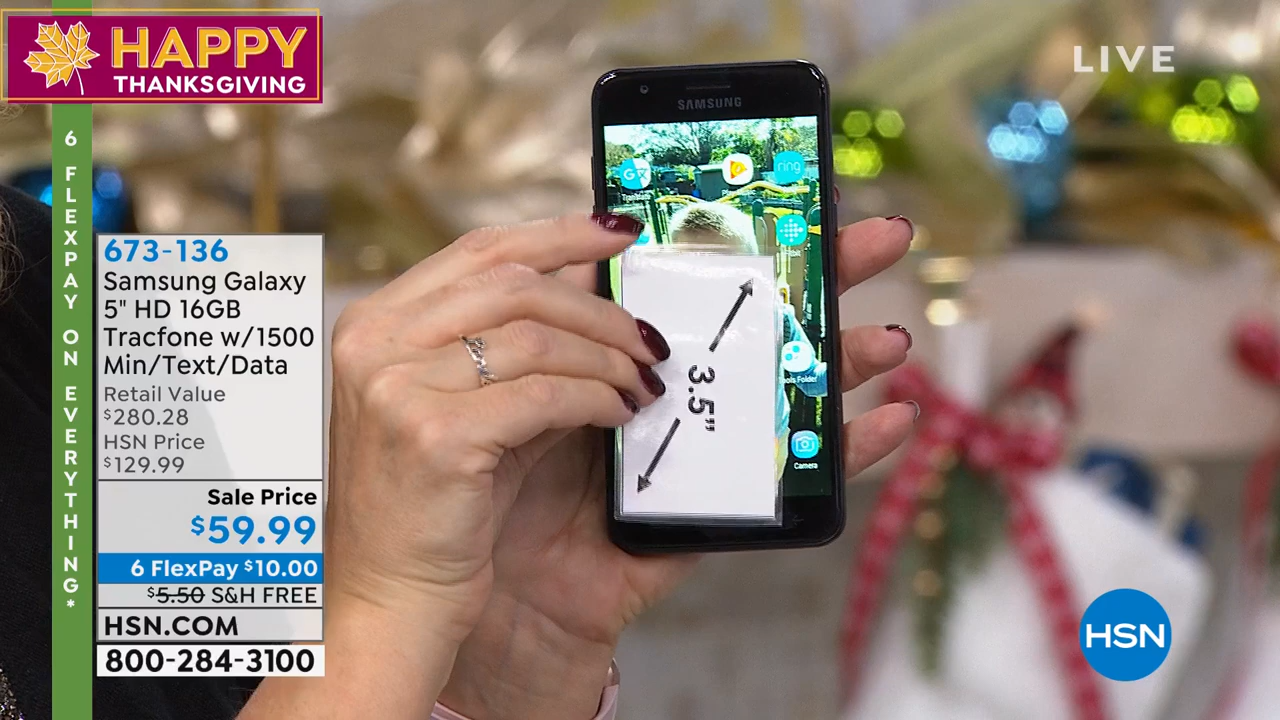 HAPPY
THANKSGIVING
LIVE
6 FLEXPAY ON EVERYTHING*
673-136
Samsung Galaxy
5" HD 16GB
Tracfone w/1500
Min/Text/Data
Retail Value
$280.28
HSN Price
$129.99
Sale Price
$59.99
6 FlexPay $10.00
$5.50 S&H FREE
HSN.COM
800-284-3100
SAMSUNG
ring
3.5"
Camera
HSN